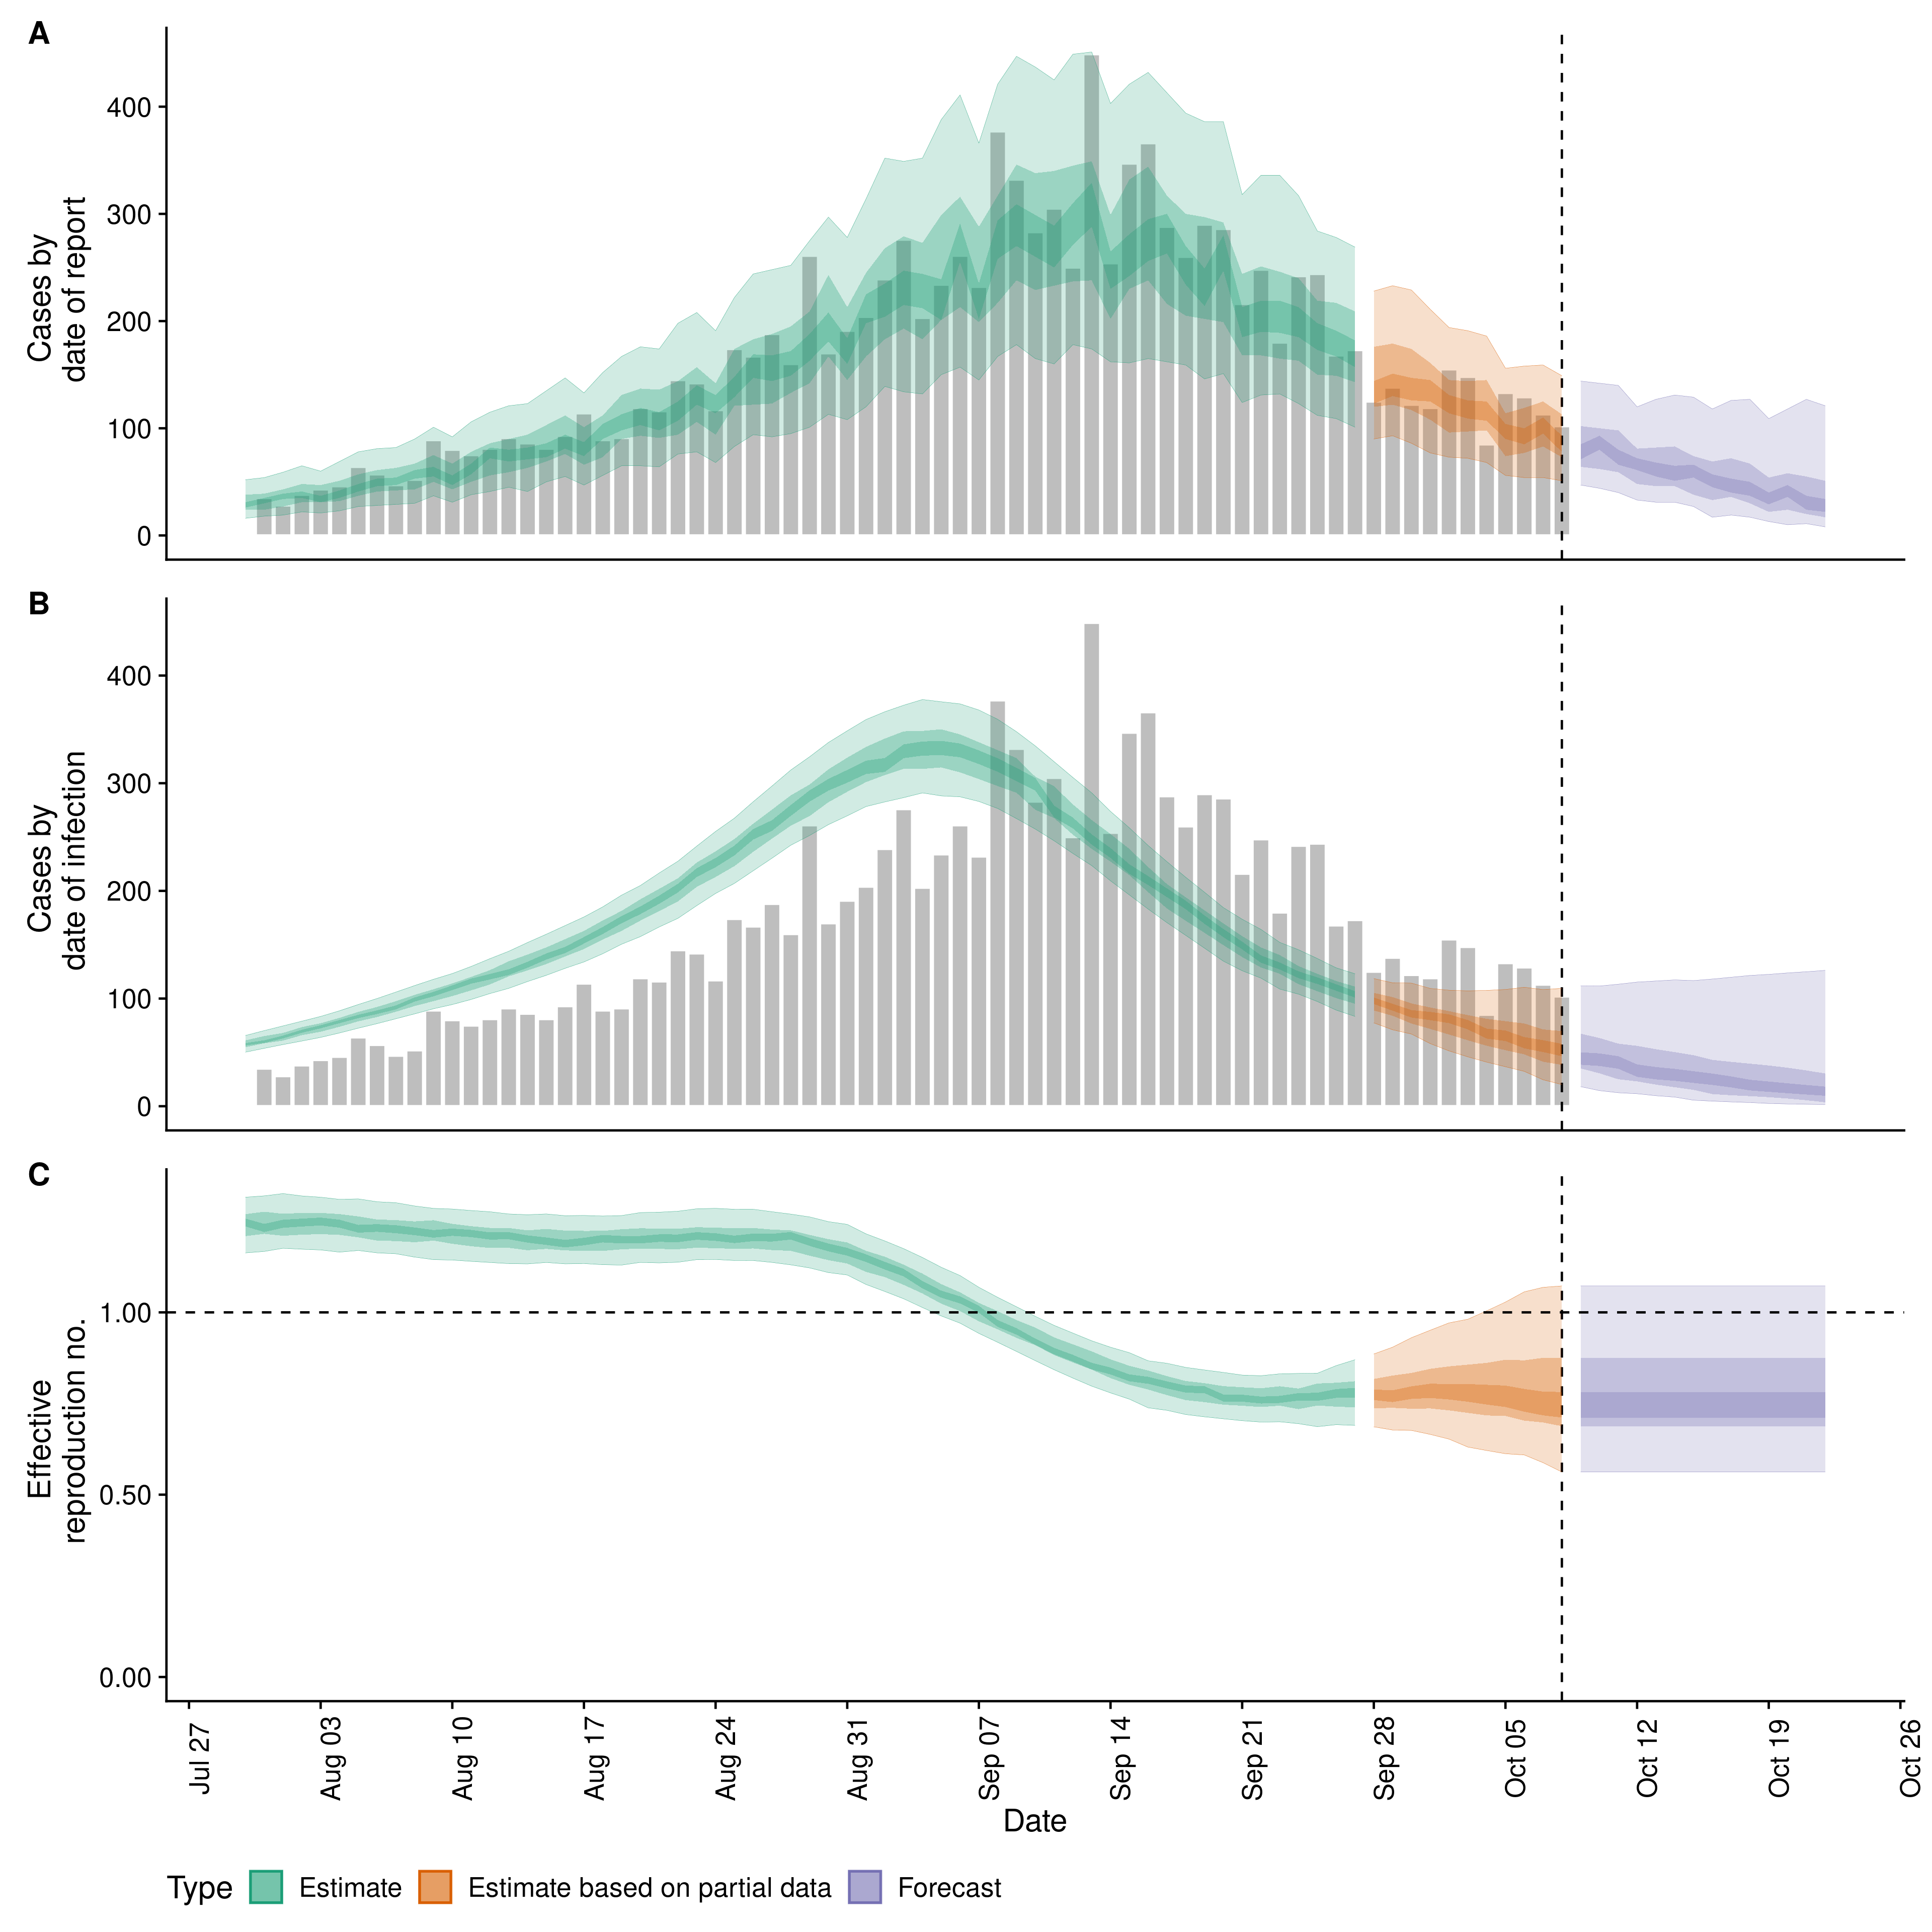 A
Cases by
date of report
400
300
200
100
0
B
Cases by
date of infection
400
300
200
100
0
C
Effective
reproduction no.
1.00
0.50
0.00
Jul 27
Aug 03
Aug 10
Aug 17
Aug 24
Aug 31
Sep 07
Sep 14
Sep 21
Sep 28
Oct 05
Oct 12
Oct 19
Oct 26
Date
Type Estimate Estimate based on partial data Forecast